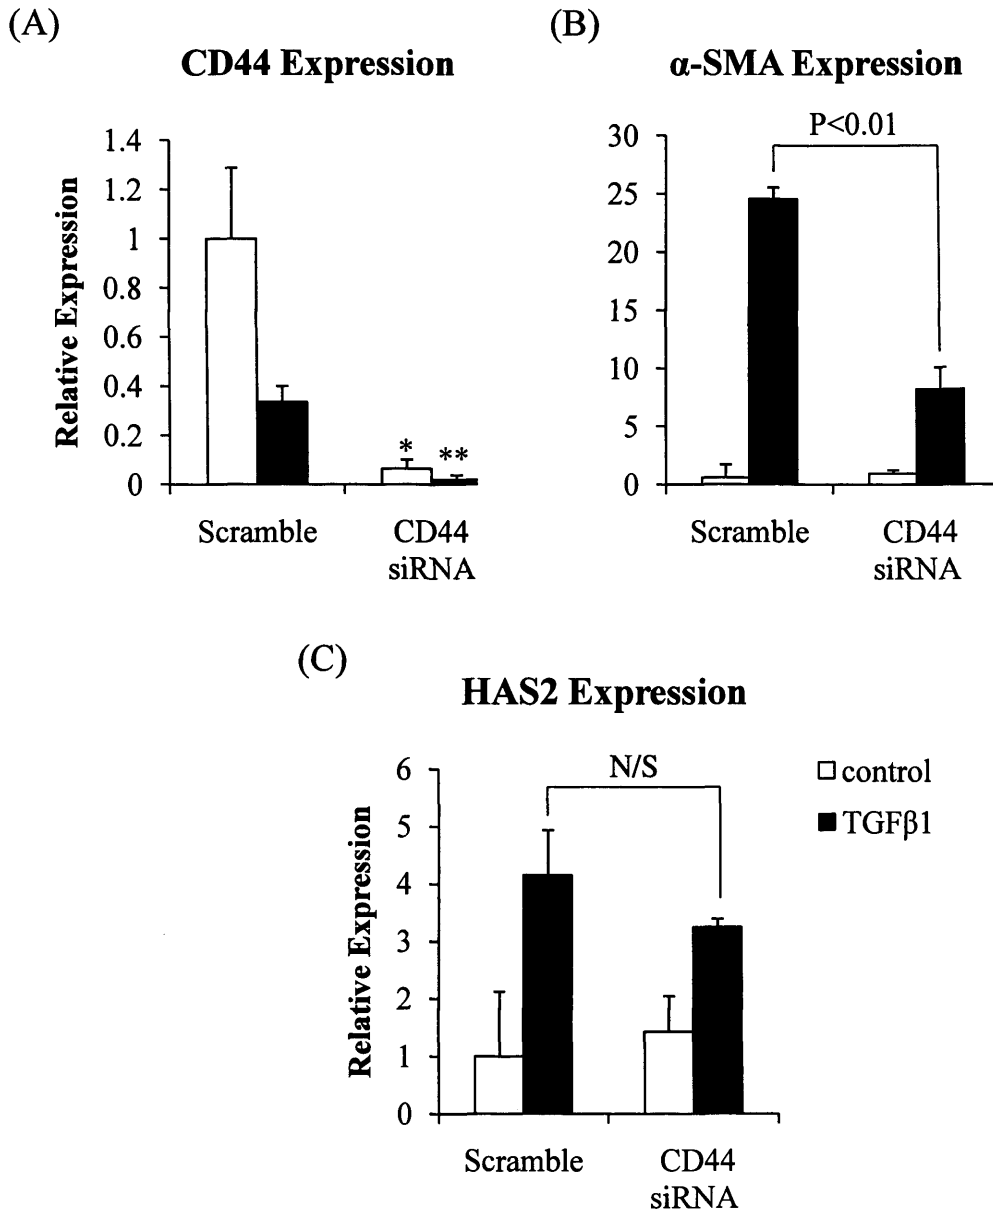 (A)
CD44 Expression
Relative Expression
1.4
1.2
1
0.8
0.6
0.4
0.2
0
*
**
Scramble
CD44
siRNA
(B)
α-SMA Expression
P<0.01
30
25
20
15
10
5
0
Scramble
CD44
siRNA
(C)
HAS2 Expression
Relative Expression
N/S
6
5
4
3
2
1
0
Scramble
CD44
siRNA
control
TGFβ1